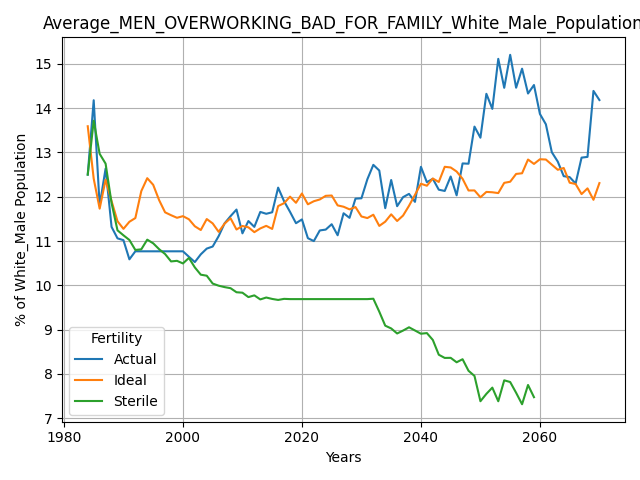 Average_MEN_OVERWORKING_BAD_FOR_FAMILY_White_Male_Population
% of White_Male Population
15
14
13
12
11
10
9
8
7
Fertility
Actual
Ideal
Sterile
1980
2000
2020
2040
2060
Years